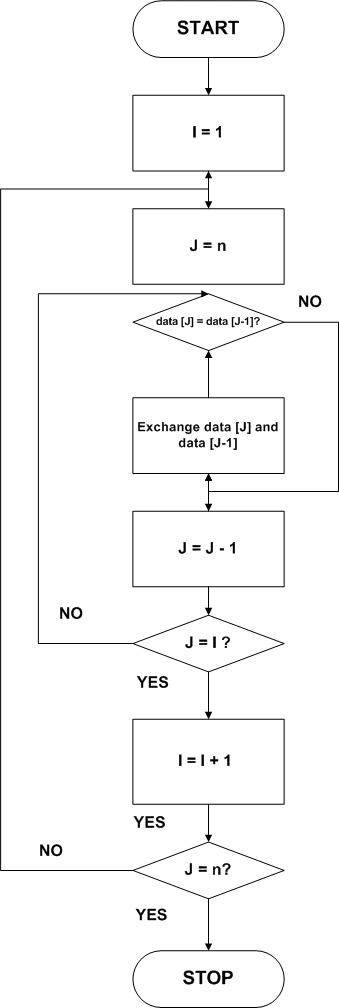 START
I = 1
J = n
data [J] = data [J-1]?
NO
Exchange data [J] and
data [J-1]
J = J - 1
NO
J = I ?
YES
I = I + 1
YES
NO
J = n?
YES
STOP